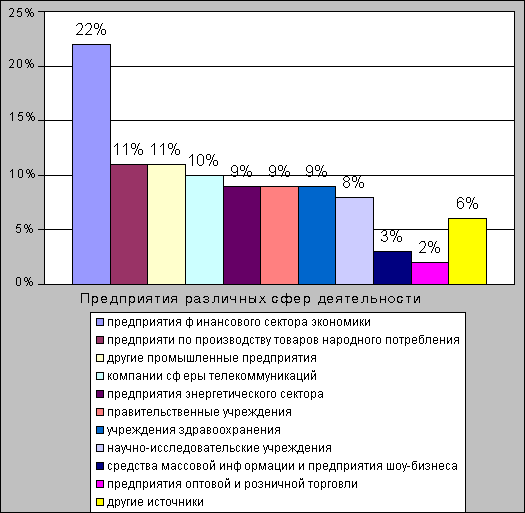 25%
22%
20%
15%
11%
11%
10%
9%
9%
9%
8%
3%
2%
6%
10%
5%
0%
Предприятия различных сфер деятельности
предприятия финансового сектора экономики
предприяти по производству товаров народного потребления
другие промышленные предприятия
компании сферы телекоммуникаций
предприятия энергетического сектора
правительственные учреждения
учреждения здравоохранения
научно-исследовательские учреждения
средства массовой информации и предприятия шоу-бизнеса
предприятия оптовой и розничной торговли
другие источники